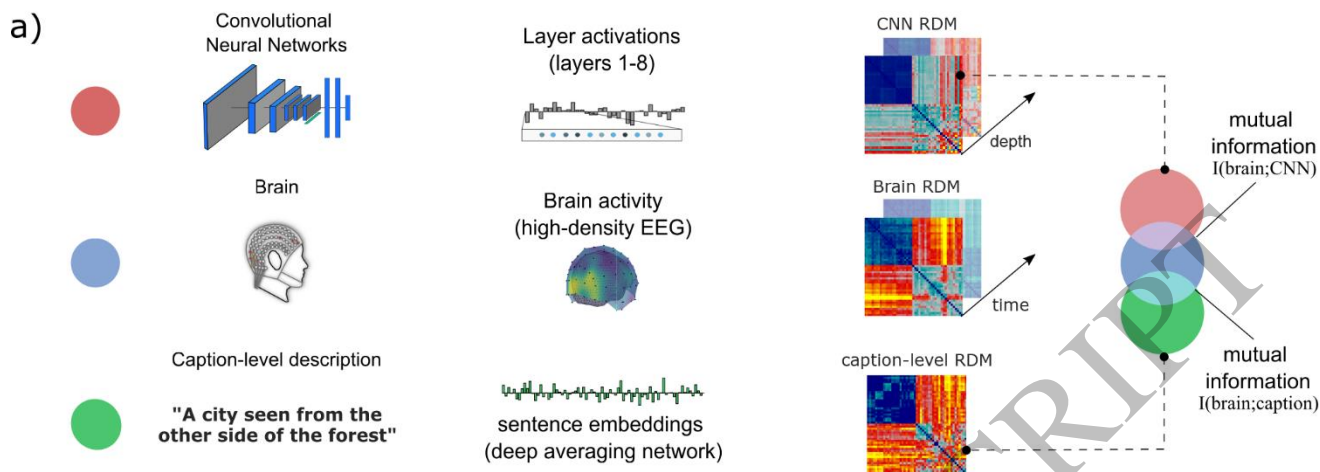 a)
Convolutional
Neural Networks
Layer activations
(layers 1-8)
CNN RDM
depth
mutual
information
I(brain;CNN)
Brain
Brain activity
(high-density EEG)
Brain RDM
time
Caption-level description
"A city seen from the
other side of the forest"
sentence embeddings
(deep averaging network)
caption-level RDM
mutual
information
I(brain;caption)
CRIPT